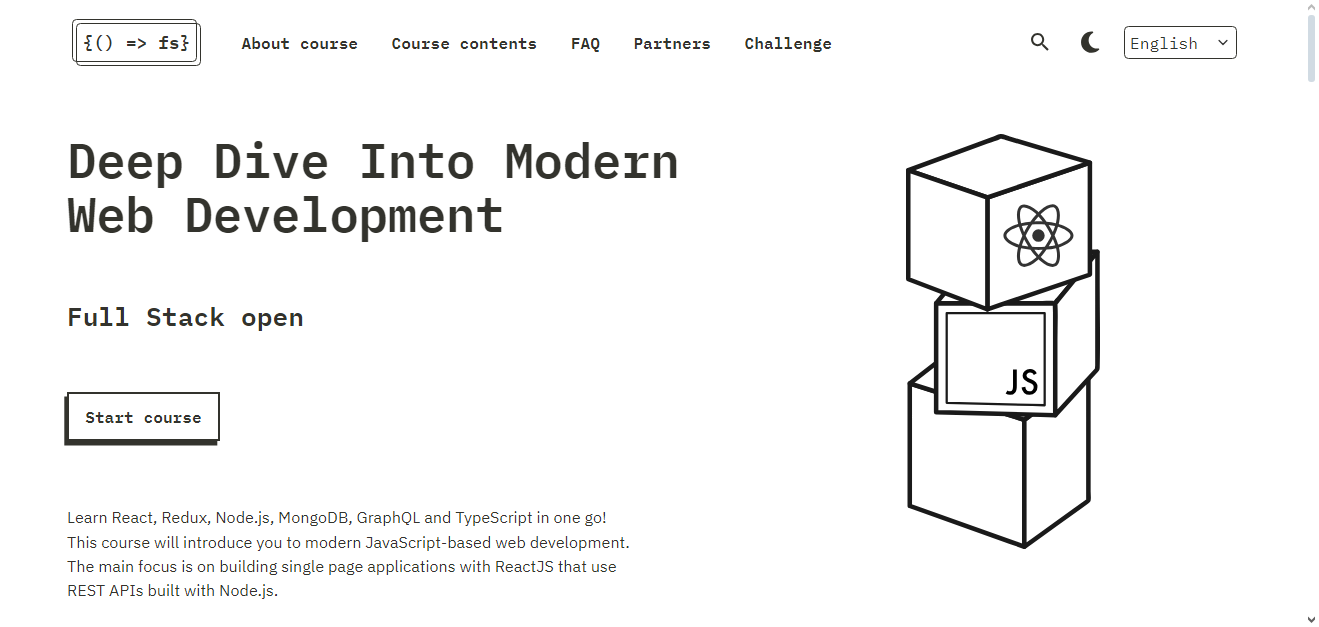 {() => fs}
About course
Course contents
FAQ
Partners
Challenge
English
Deep Dive Into Modern
Web Development
Full Stack open
Start course
Learn React, Redux, Node.js, MongoDB, GraphQL and TypeScript in one go!
This course will introduce you to modern JavaScript-based web development.
The main focus is on building single page applications with ReactJS that use
REST APIs built with Node.js.
JS